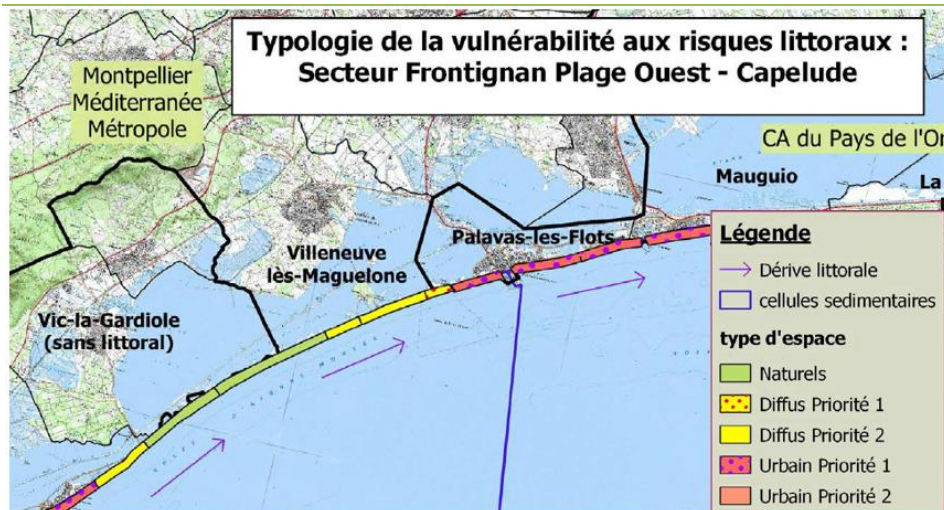 Typologie de la vulnérabilité aux risques littoraux :
Secteur Frontignan Plage Ouest - Capelude
Montpellier
Méditerranée
Métropole
CA du Pays de l'Or
Mauguio
La
Palavas-les-Flots
Villeneuve
lès-Maguelone
Vic-la-Gardiole
(sans littoral)
Légende
Dérive littorale
cellules sedimentaires
type d'espace
Naturels
Diffus Priorité 1
Diffus Priorité 2
Urbain Priorité 1
Urbain Priorité 2